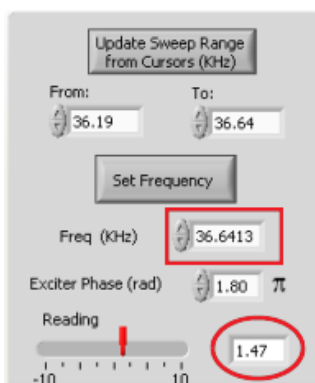 Update Sweep Range
from Cursors (KHz)
From: To:
36.19 36.64
Set Frequency
Freq (KHz) 36.6413
Exciter Phase (rad) 1.80 π
Reading
1.47
-10 10